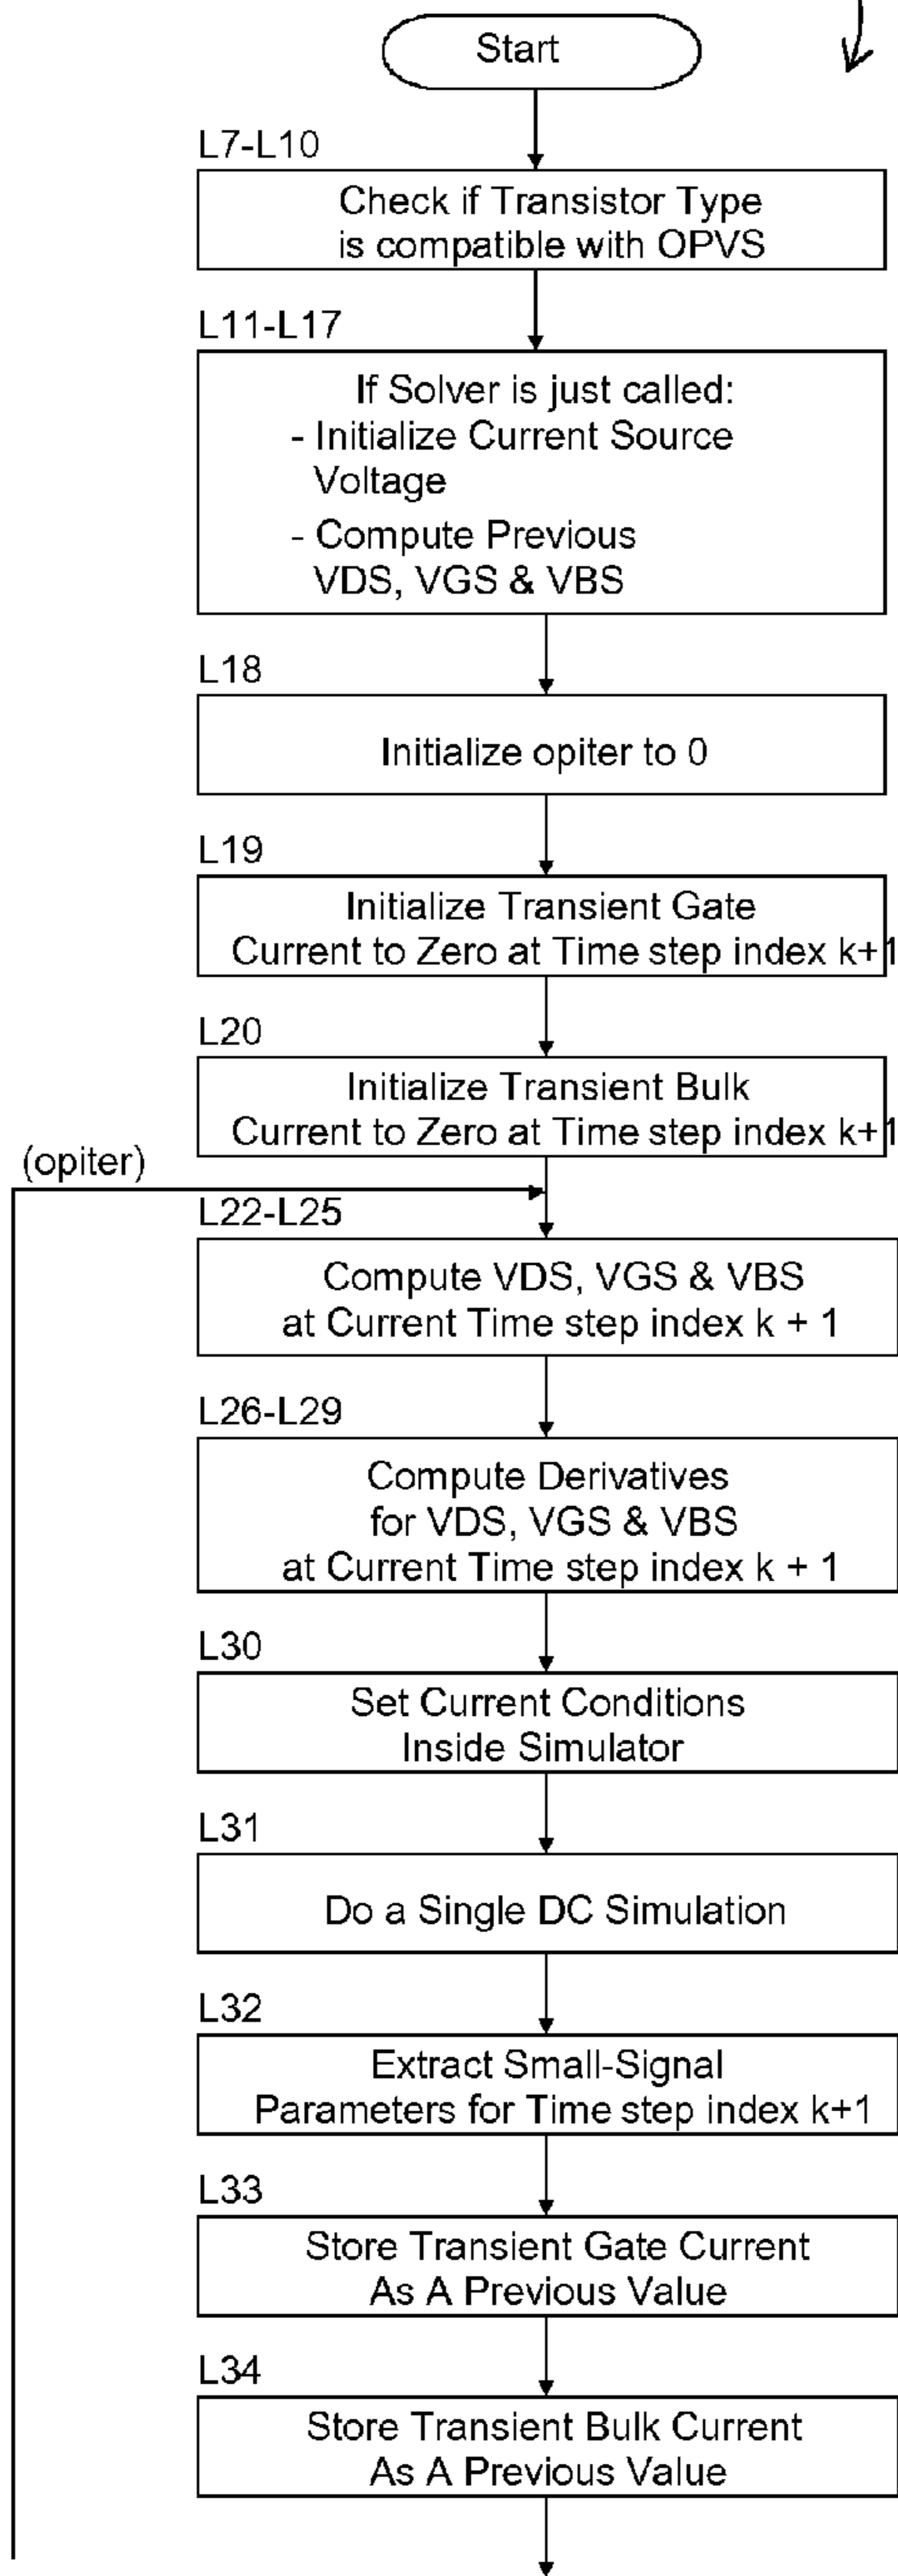 Start
L7-L10
Check if Transistor Type
is compatible with OPVS
L11-L17
If Solver is just called:
- Initialize Current Source
Voltage
- Compute Previous
VDS, VGS & VBS
L18
Initialize opiter to 0
L19
Initialize Transient Gate
Current to Zero at Time step index k+1
L20
Initialize Transient Bulk
Current to Zero at Time step index k+1
(opiter)
L22-L25
Compute VDS, VGS & VBS
at Current Time step index k + 1
L26-L29
Compute Derivatives
for VDS, VGS & VBS
at Current Time step index k + 1
L30
Set Current Conditions
Inside Simulator
L31
Do a Single DC Simulation
L32
Extract Small-Signal
Parameters for Time step index k+1
L33
Store Transient Gate Current
As A Previous Value
L34
Store Transient Bulk Current
As A Previous Value